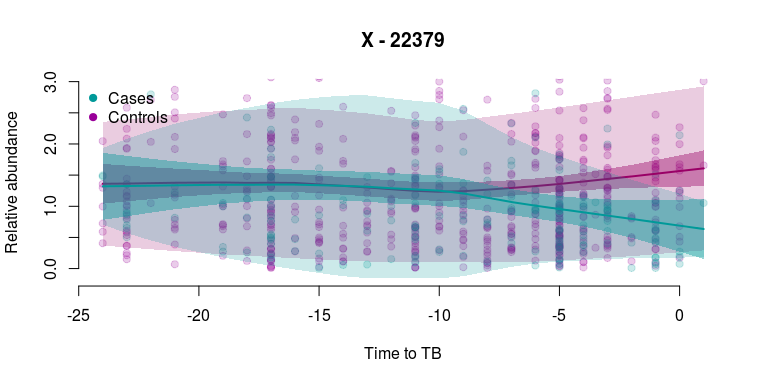 X - 22379
Relative abundance
3.0
2.0
1.0
0.0
Cases
Controls
-25
-20
-15
-10
-5
0
Time to TB